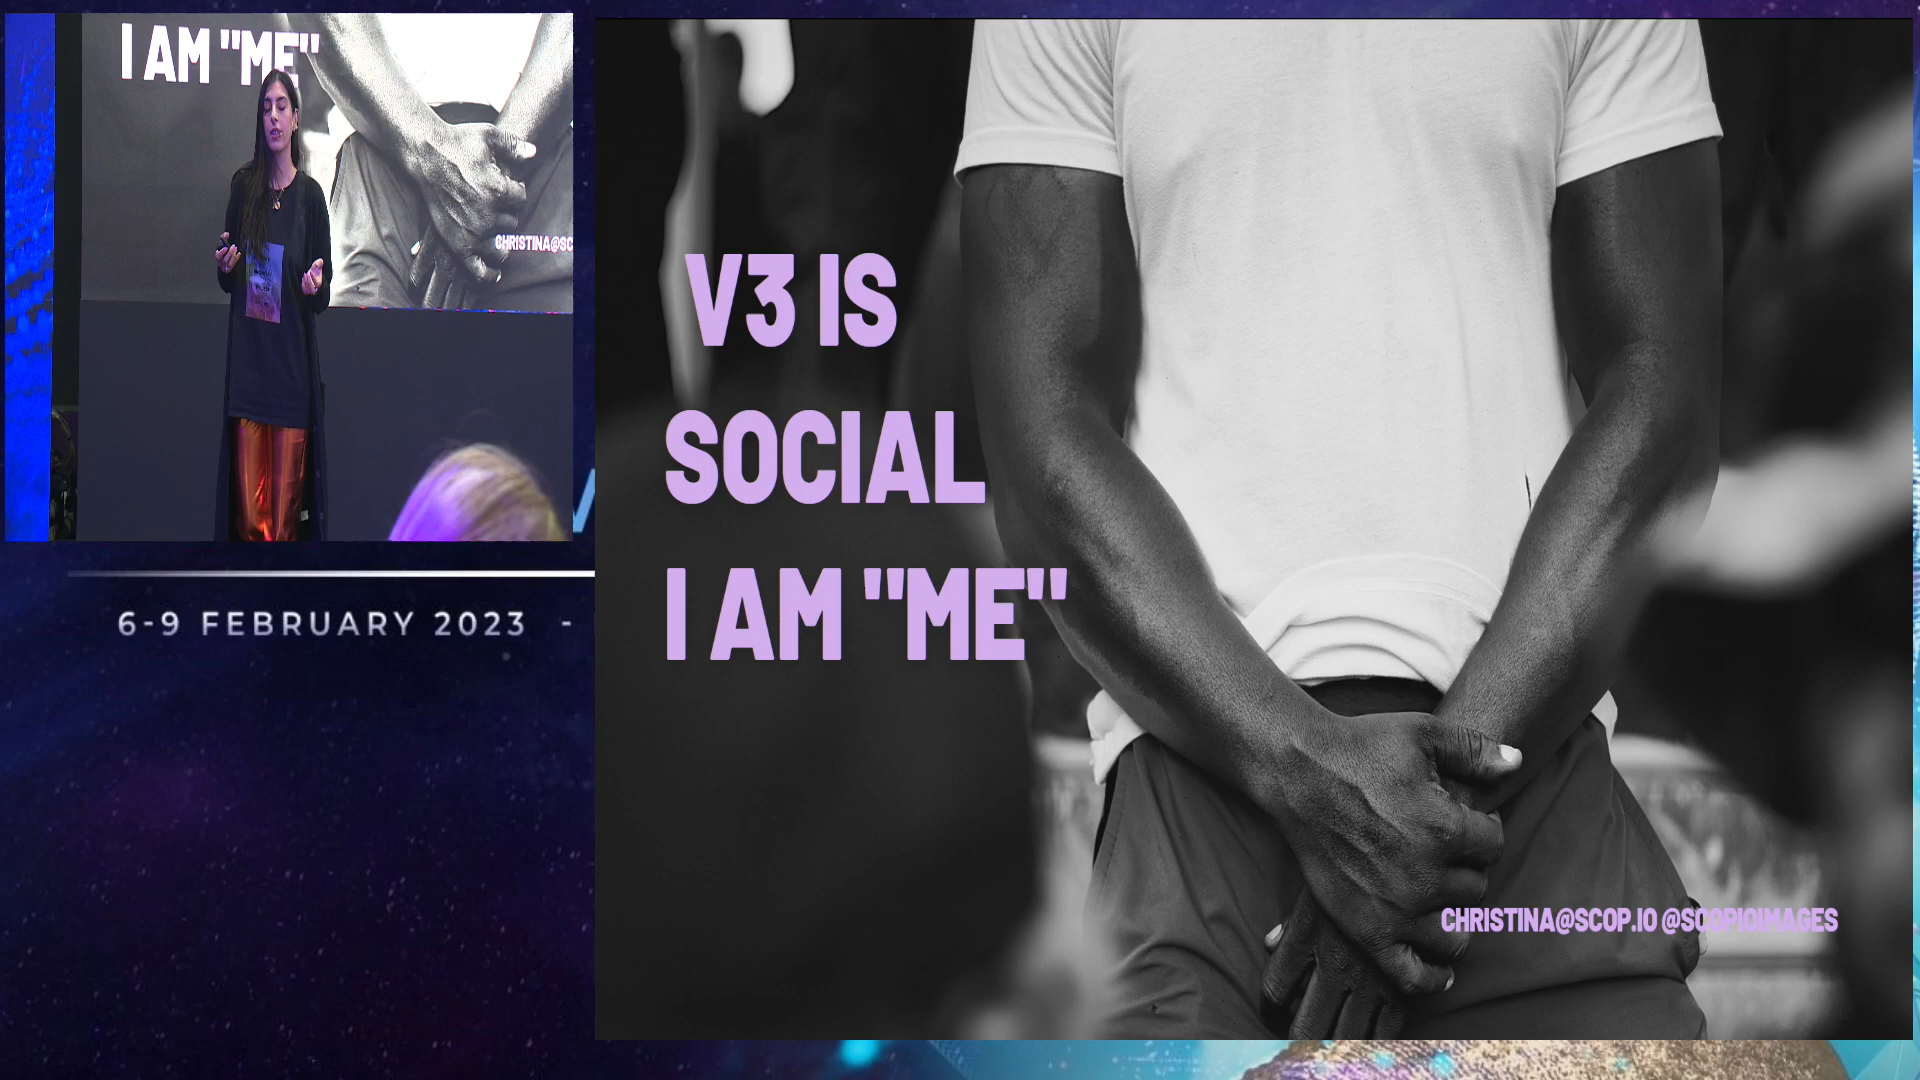 I AM "ME"
CHRISTINA@SC
6-9 FEBRUARY 2023 -
V3 IS
SOCIAL
I AM "ME"
CHRISTINA@SCOP.IO @SCOPIOIMAGES